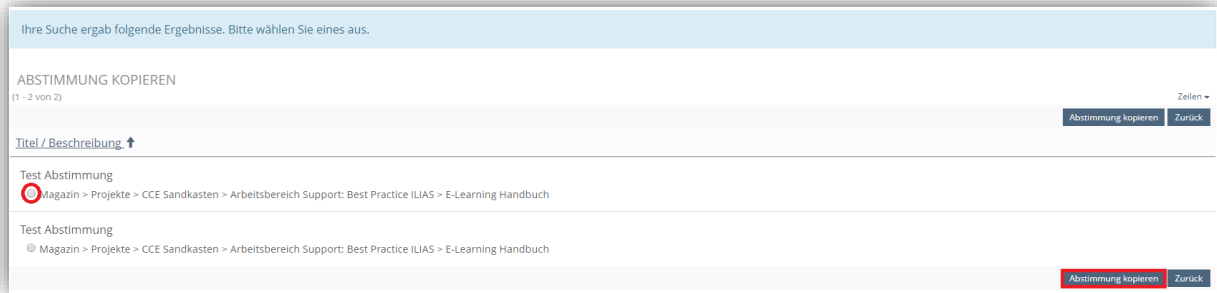 Ihre Suche ergab folgende Ergebnisse. Bitte wählen Sie eines aus.
ABSTIMMUNG KOPIEREN
(1 - 2 von 2)
Zeilen
Abstimmung kopieren Zurück
Titel / Beschreibung
Test Abstimmung
Magazin > Projekte > CCE Sandkasten > Arbeitsbereich Support: Best Practice ILIAS > E-Learning Handbuch
Test Abstimmung
Magazin > Projekte > CCE Sandkasten > Arbeitsbereich Support: Best Practice ILIAS > E-Learning Handbuch
Abstimmung kopieren Zurück